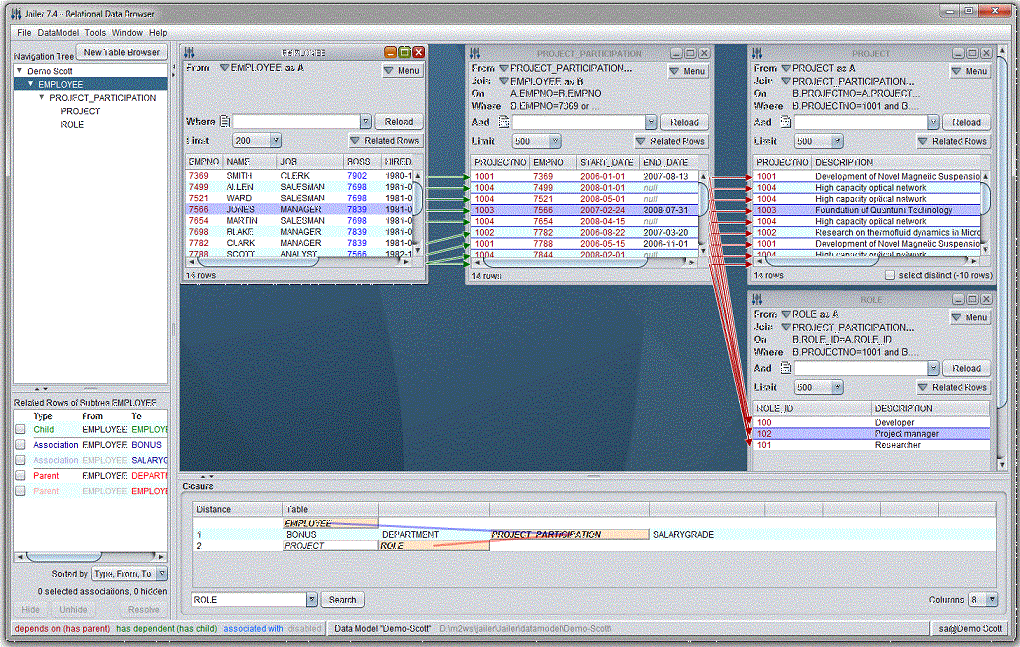 Jailer 7.4 - Relational Data Browser
File DataModel Tools Window Help
Navigation Tree New Table Browser
Demo Scott
EMPLOYEE
PROJECT_PARTICIPATION
PROJECT
ROLE
Related Rows of Subtree EMPLOYEE
Type From To
Child EMPLOYEE EMPLOY
Association EMPLOYEE BONUS
Association EMPLOYEE SALARYG
Parent EMPLOYEE DEPARTM
Parent EMPLOYEE EMPLOYE
Sorted by Type, From, To
0 selected associations, 0 hidden
Hide Unhide Resolve
EMPLOYEE
From EMPLOYEE as A
Menu
Where Reload
Limit 200 Related Rows
EMPNO NAME JOB BOSS HIRED
7369 SMITH CLERK 7902 1980-1
7499 ALLEN SALESMAN 7698 1981-0
7521 WARD SALESMAN 7698 1981-0
7566 JONES MANAGER 7839 1981-0
7654 MARTIN SALESMAN 7698 1981-0
7698 BLAKE MANAGER 7839 1981-0
7782 CLARK MANAGER 7839 1981-0
7788 SCOTT ANALYST 7566 1982-1
14 rows
PROJECT_PARTICIPATION
From PROJECT_PARTICIPATION...
Menu
Join EMPLOYEE as B
On A.EMPNO=B.EMPNO
Where B.EMPNO=7369 or ...
And Reload
Limit 500 Related Rows
PROJECTNO EMPNO START_DATE END_DATE
1001 7369 2006-01-01 2007-08-13
1004 7499 2008-01-01 null
1004 7521 2008-05-01 null
1003 7566 2007-02-24 2008-07-31
1004 7654 2008-04-15 null
1002 7782 2006-08-22 2007-03-20
1001 7788 2006-05-15 2006-11-01
1004 7844 2008-02-01 null
14 rows
PROJECT
From PROJECT as A
Menu
Join PROJECT_PARTICIPATION...
On B.PROJECTNO=A.PROJECT...
Where B.PROJECTNO=1001 and B....
And Reload
Limit 500 Related Rows
PROJECTNO DESCRIPTION
1001 Development of Novel Magnetic Suspensio
1004 High capacity optical network
1004 High capacity optical network
1003 Foundation of Quantum Technology
1004 High capacity optical network
1002 Research on thermofluid dynamics in Micro
1001 Development of Novel Magnetic Suspensio
1004 High capacity optical network
14 rows select distinct (-10 rows)
ROLE
From ROLE as A
Menu
Join PROJECT_PARTICIPATION...
On B.ROLE_ID=A.ROLE_ID
Where B.PROJECTNO=1001 and B....
And Reload
Limit 500 Related Rows
ROLE_ID DESCRIPTION
100 Developer
102 Project manager
101 Researcher
Closure
Distance Table
EMPLOYEE
1 BONUS DEPARTMENT PROJECT_PARTICIPATION SALARYGRADE
2 PROJECT ROLE
ROLE Search Columns 8
depends on (has parent) has dependent (has child) associated with disabled Data Model "Demo-Scott" D:\m2ws\jailer\Jailer\datamodel\Demo-Scott\ sa@Demo Scott